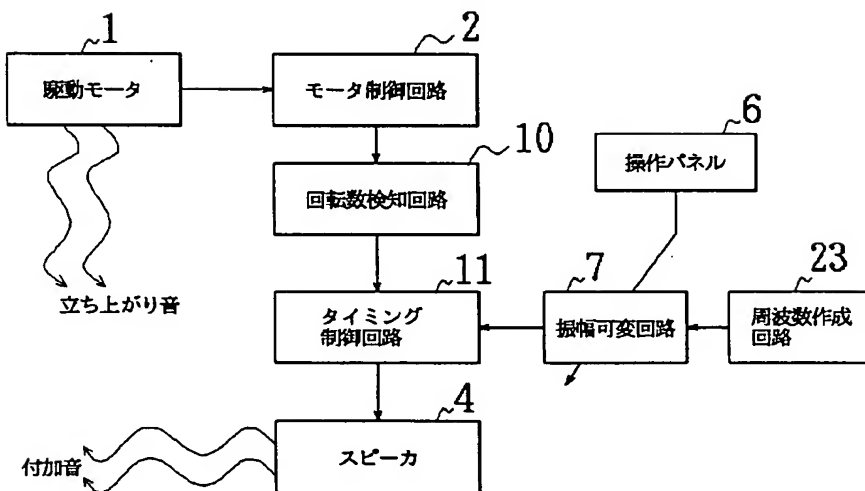 1
2
駆動モータ
モータ制御回路
6
10
操作パネル
回転数検知回路
11
7
23
立ち上がり音
タイミング
制御回路
振幅可変回路
周波数作成
回路
4
付加音
スピーカ